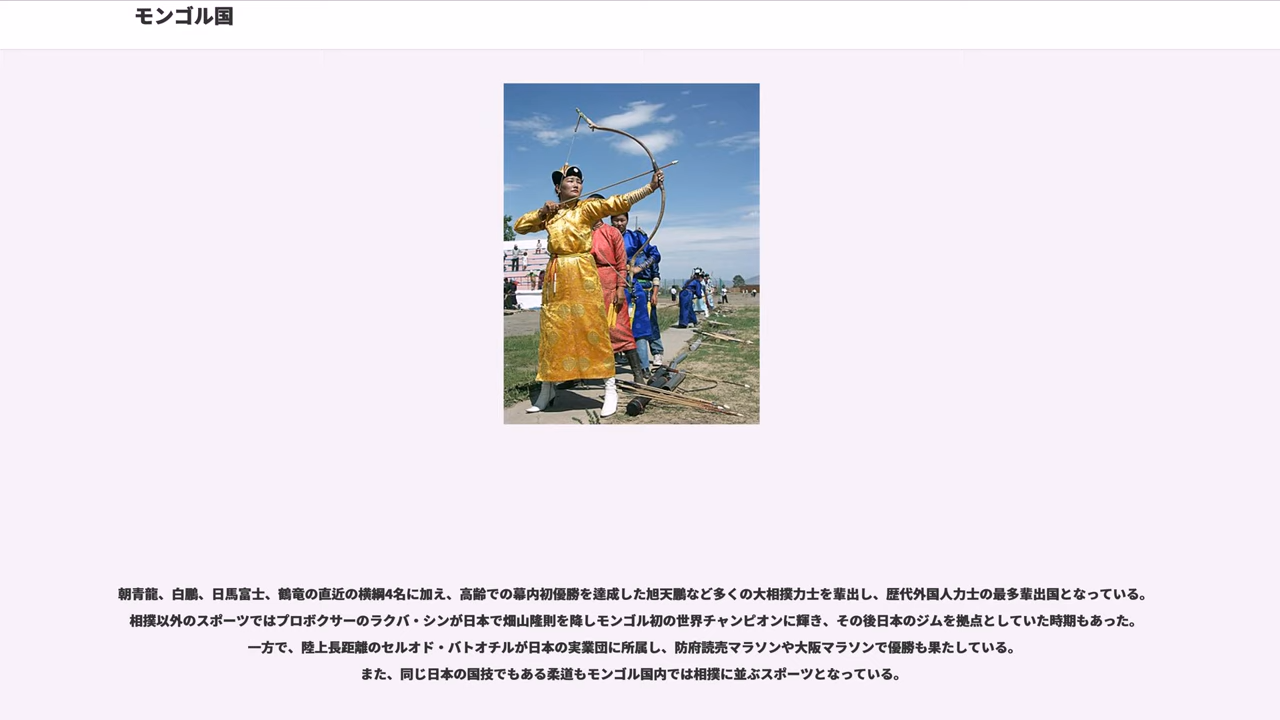 モンゴル国
朝青龍、白鵬、日馬富士、鶴竜の直近の横綱4名に加え、高齢での幕内初優勝を達成した旭天鵬など多くの大相撲力士を輩出し、歴代外国人力士の最多輩出国となっている。
相撲以外のスポーツではプロボクサーのラクバ・シンが日本で畑山隆則を降しモンゴル初の世界チャンピオンに輝き、その後日本のジムを拠点としていた時期もあった。
一方で、陸上長距離のセルオド・バトオチルが日本の実業団に所属し、防府読売マラソンや大阪マラソンで優勝も果たしている。
また、同じ日本の国技でもある柔道もモンゴル国内では相撲に並ぶスポーツとなっている。